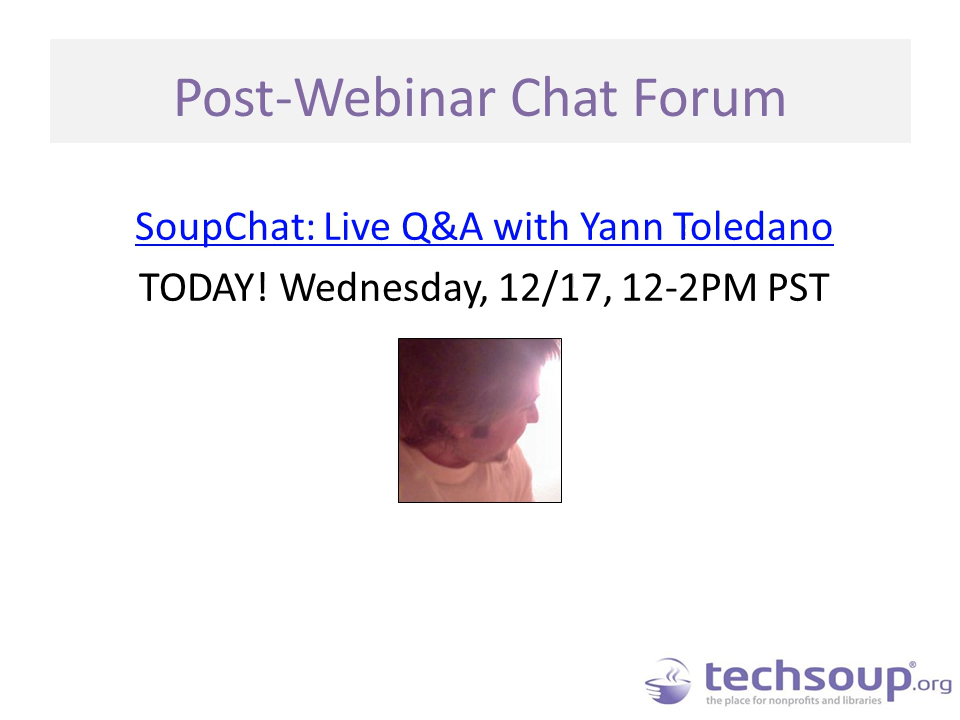 Post-Webinar Chat Forum
SoupChat: Live Q&A with Yann Toledano
TODAY! Wednesday, 12/17, 12-2PM PST
techsoup®.org
the place for nonprofits and libraries